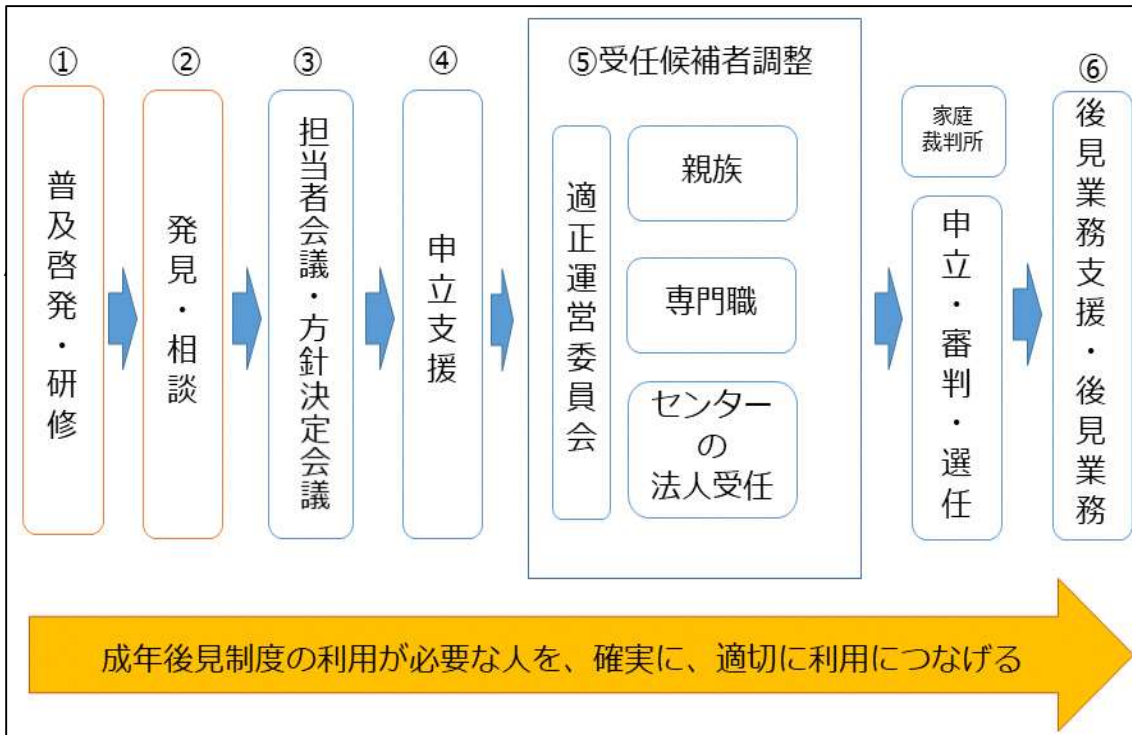 ①
普及啓発・研修
②
発見・相談
③
担当者会議・方針決定会議
④
申立支援
⑤受任候補者調整
適正運営委員会
親族
専門職
センター
の
法人受任
家庭
裁判所
申立・審判・選任
⑥
後見業務支援・後見業務
成年後見制度の利用が必要な人を、確実に、適切に利用につなげる